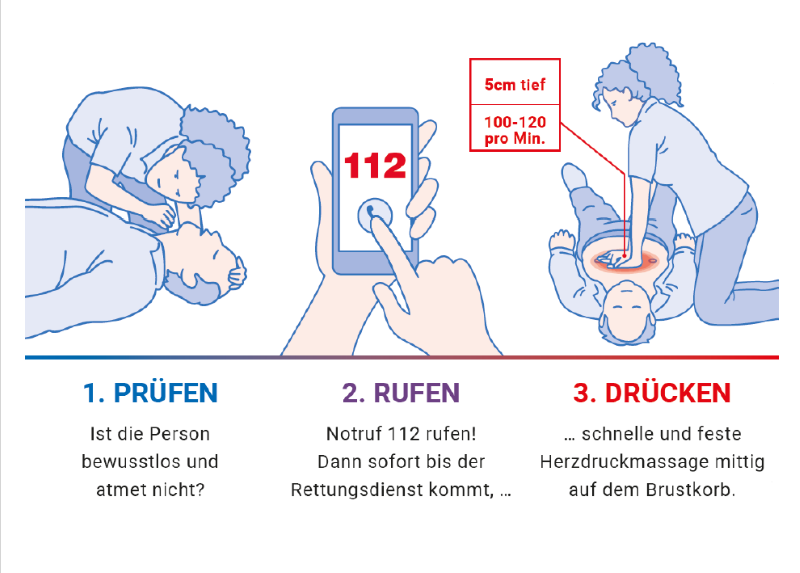 5cm tief
100-120
pro Min.
112
1. PRÜFEN
Ist die Person
bewusstlos und
atmet nicht?
2. RUFEN
Notruf 112 rufen!
Dann sofort bis der
Rettungsdienst kommt, ...
3. DRÜCKEN
... schnelle und feste
Herzdruckmassage mittig
auf dem Brustkorb.